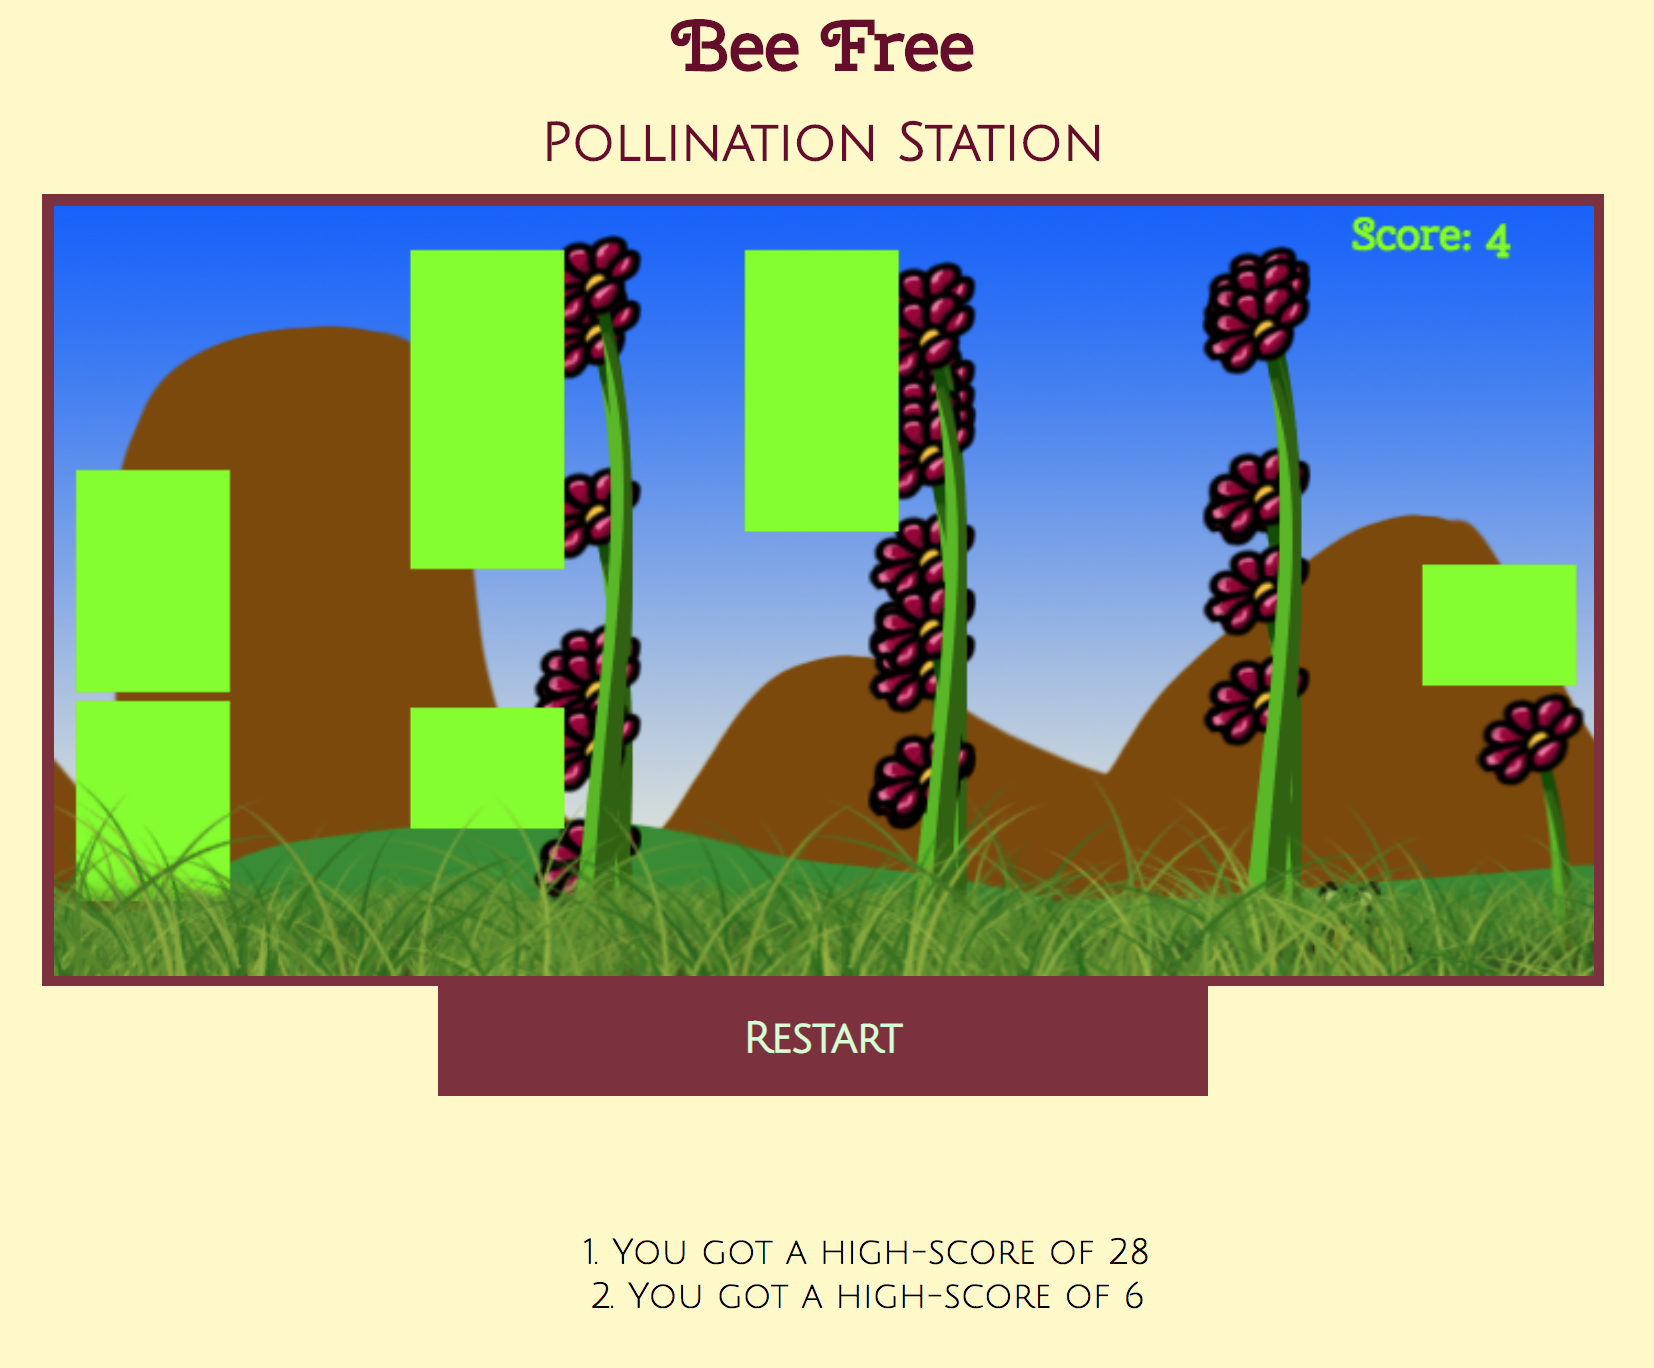 Bee Free
Pollination Station
Score: 4
Restart
1. You got a high-score of 28
2. You got a high-score of 6